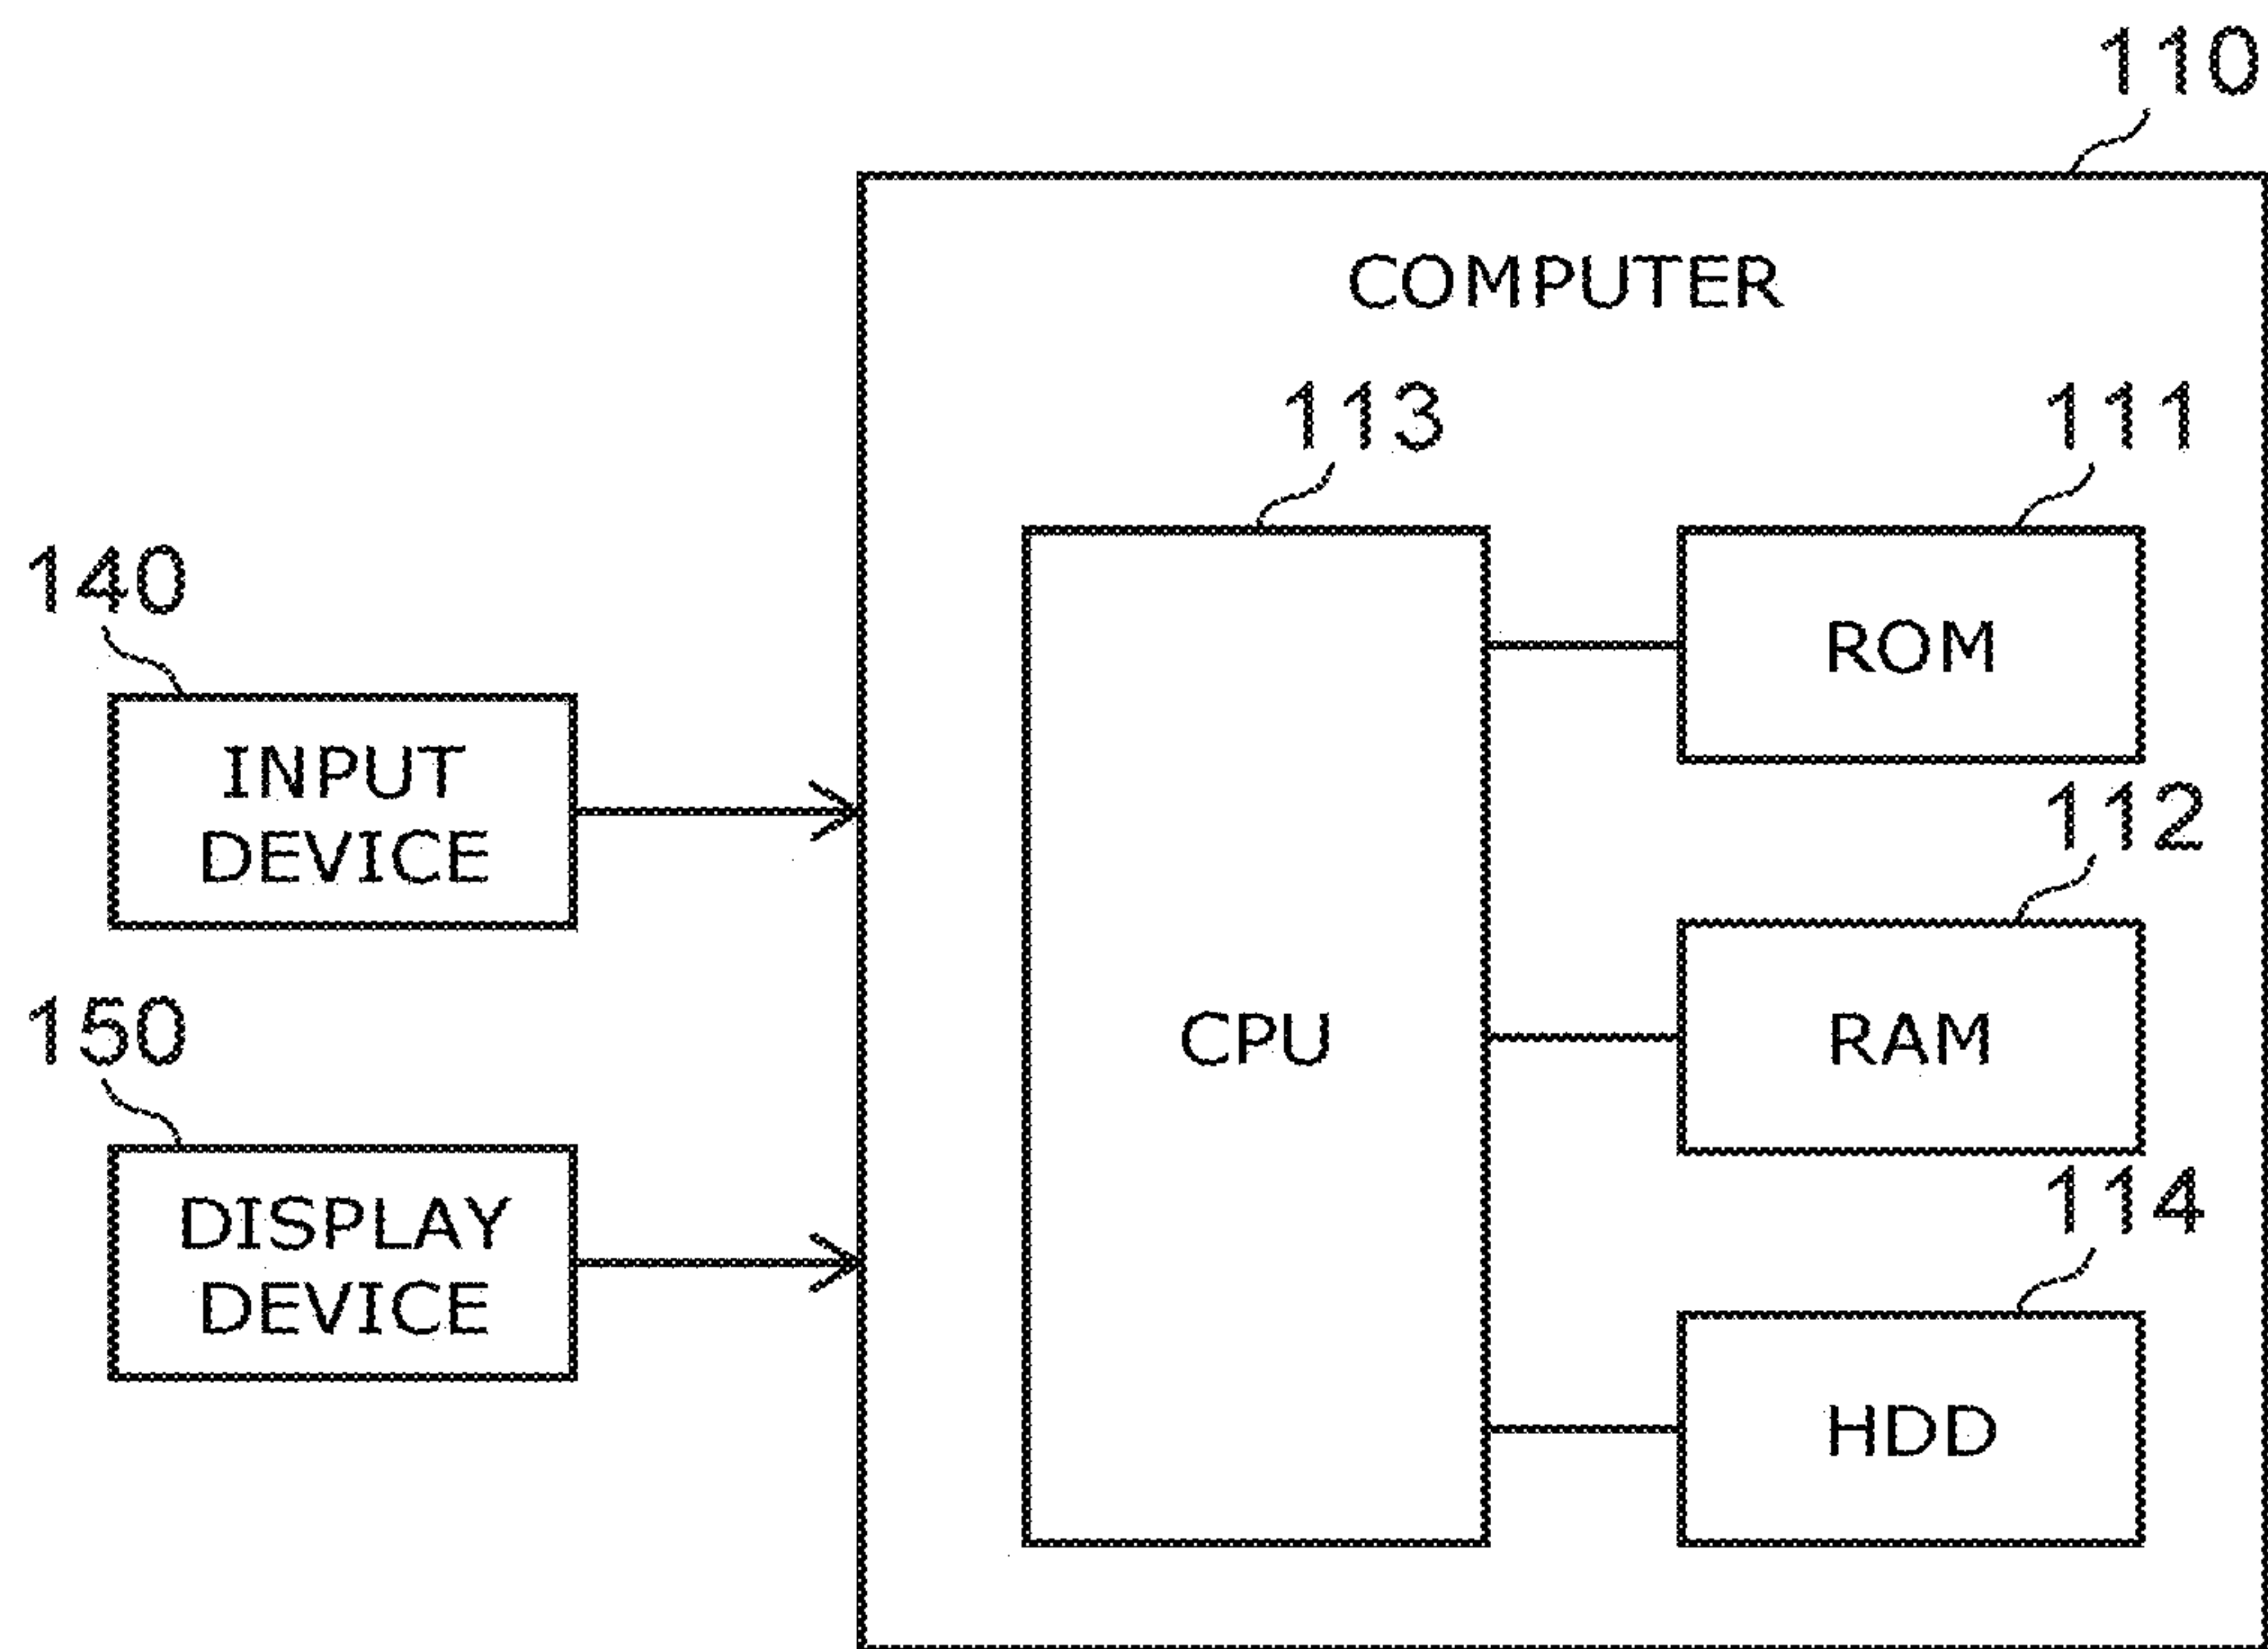 110
COMPUTER
113
111
140
ROM
INPUT
DEVICE
112
150
CPU
RAM
DISPLAY
DEVICE
114
HDD